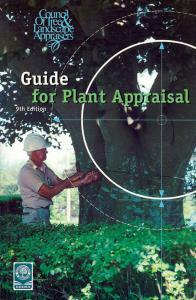 Council
of Tree &
Landscape
Appraisers
Guide
for Plant Appraisal
9th Edition